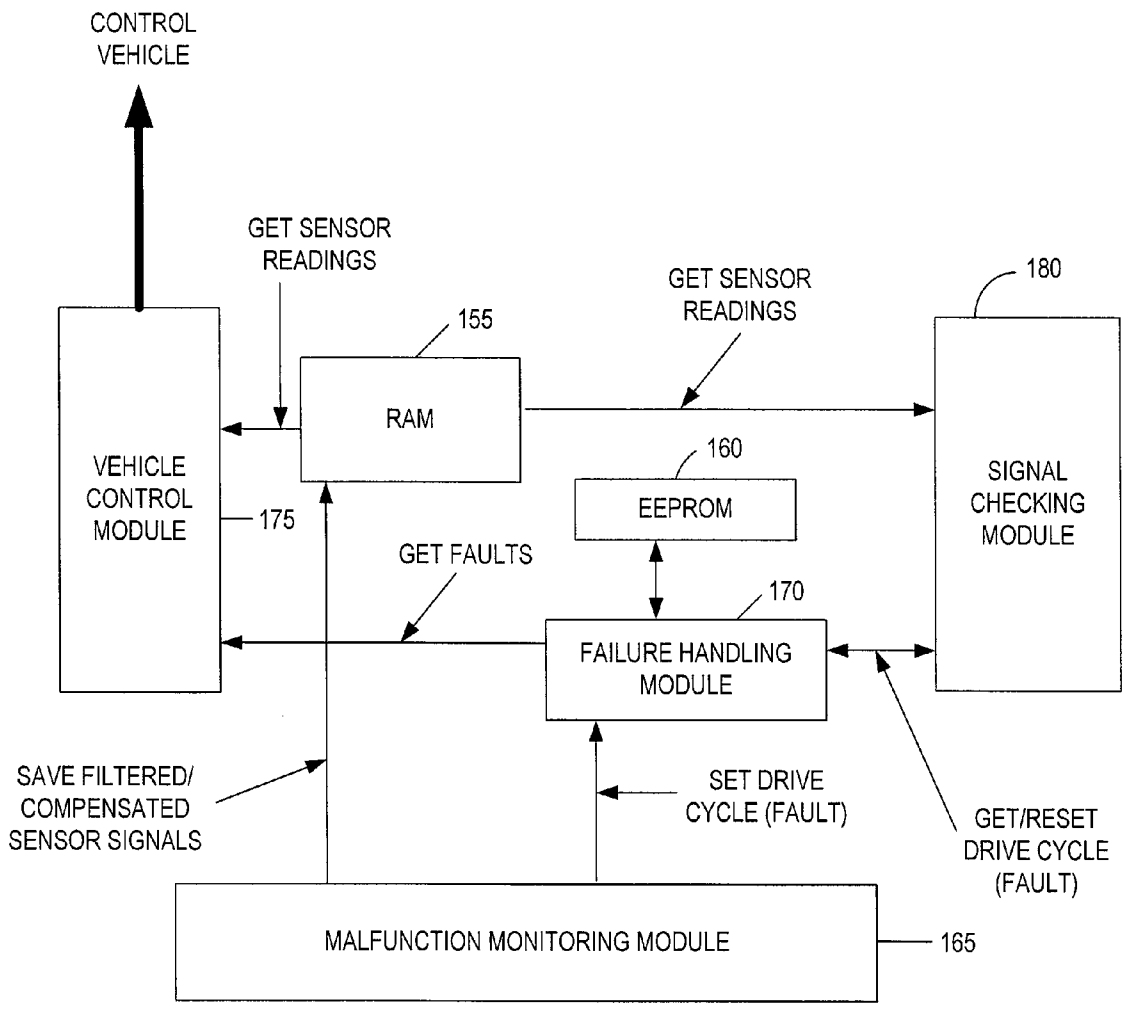 CONTROL
VEHICLE
GET SENSOR
READINGS
GET SENSOR
READINGS
180
155
RAM
160
EEPROM
VEHICLE
CONTROL
MODULE
175
SIGNAL
CHECKING
MODULE
GET FAULTS
170
FAILURE HANDLING
MODULE
SAVE FILTERED/
COMPENSATED
SENSOR SIGNALS
SET DRIVE
CYCLE (FAULT)
GET/RESET
DRIVE CYCLE
(FAULT)
MALFUNCTION MONITORING MODULE
165